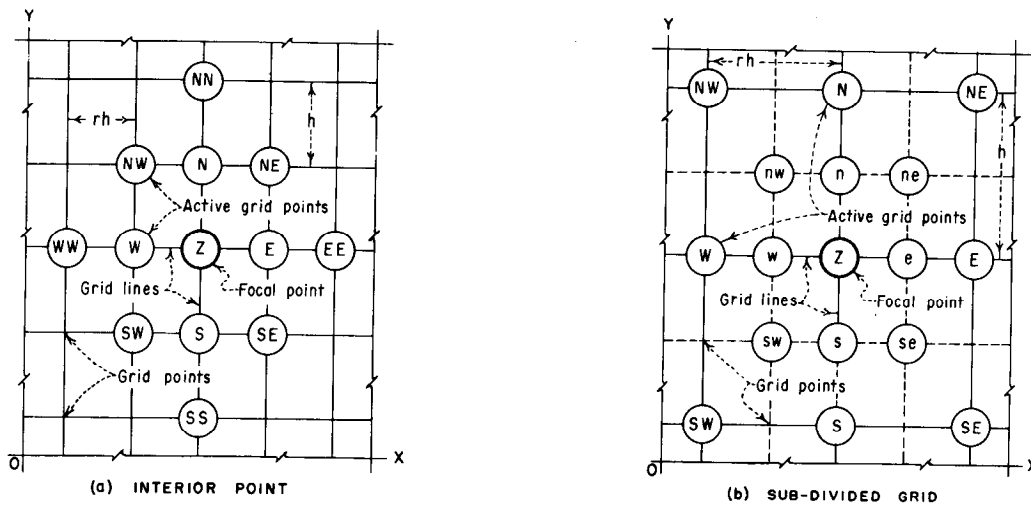 Y
NN
rh
h
NW N NE
Active grid points
WW W Z E EE
Grid lines
Focal point
SW S SE
Grid points
SS
O
X
(a) INTERIOR POINT
Y
rh
NW N NE
h
nw n ne
Active grid points
W w Z e E
Grid lines
Focal point
sw s se
Grid points
SW S SE
O
X
(b) SUB-DIVIDED GRID